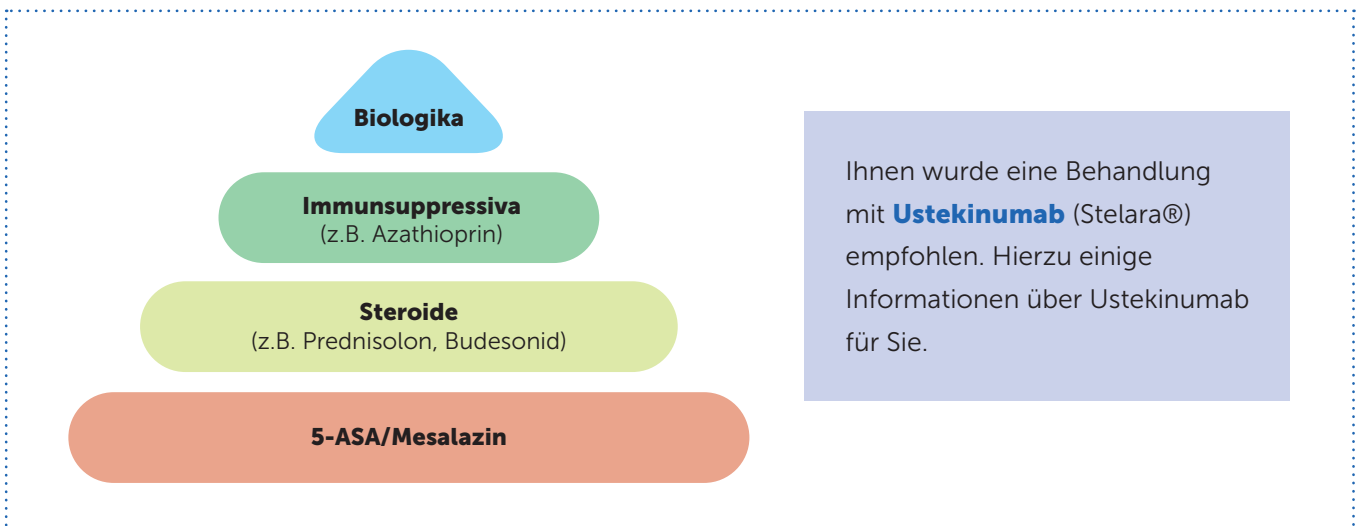 Biologika
Immunsuppressiva
(z.B. Azathioprin)
Steroide
(z.B. Prednisolon, Budesonid)
5-ASA/Mesalazin
Ihnen wurde eine Behandlung
mit Ustekinumab (Stelara®)
empfohlen. Hierzu einige
Informationen über Ustekinumab
für Sie.